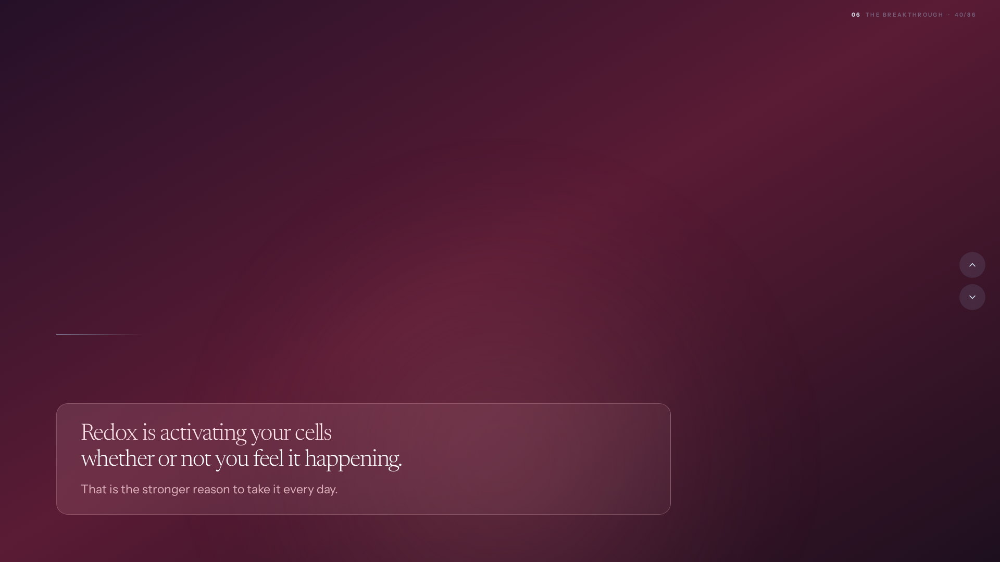 06 THE BREAKTHROUGH · 40/86
Redox is activating your cells
whether or not you feel it happening.
That is the stronger reason to take it every day.